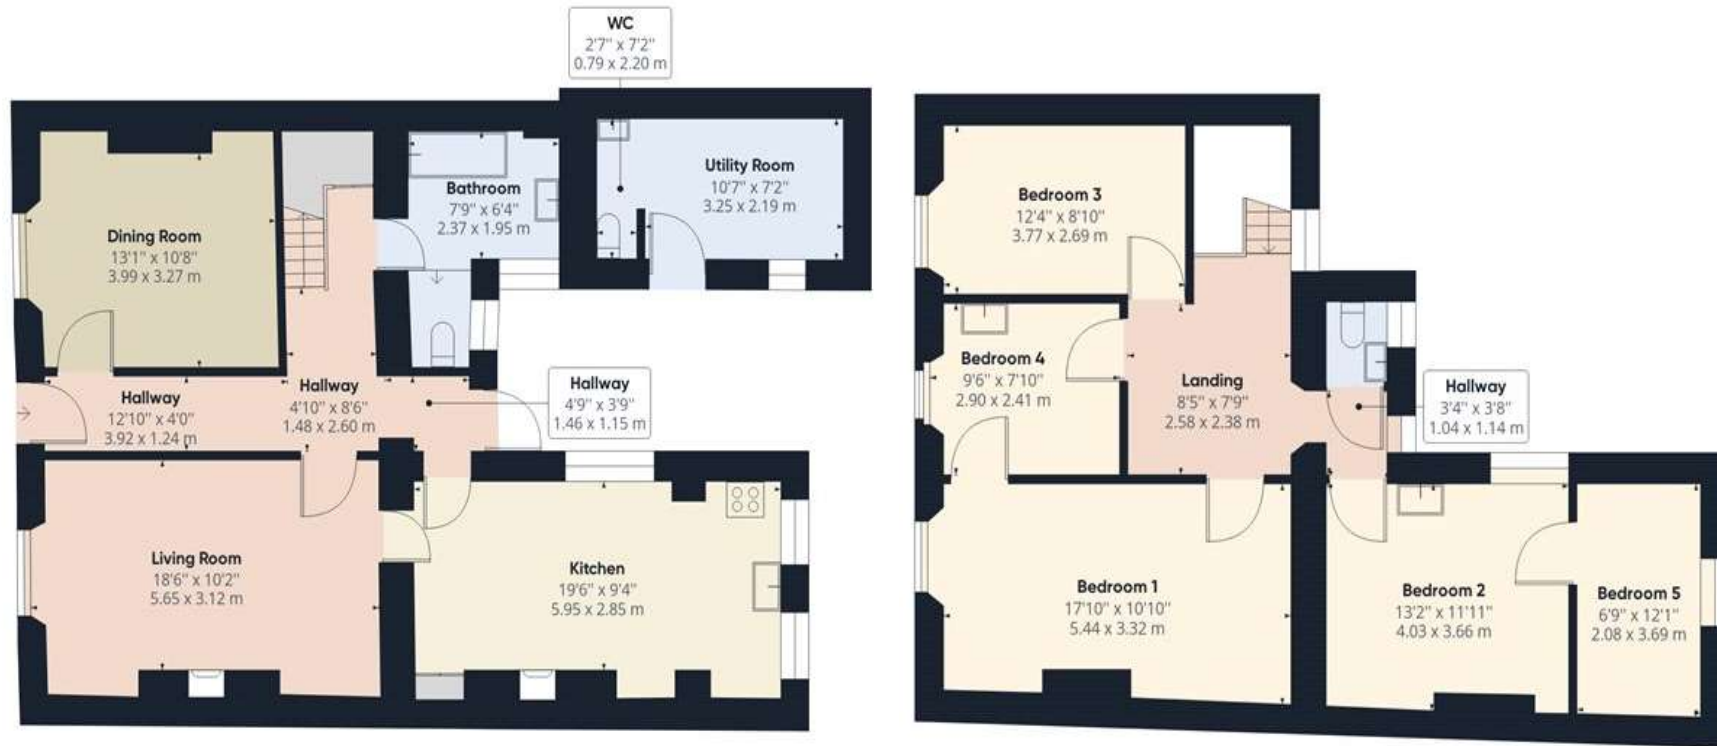 WC
2'7" x 7'2"
0.79 x 2.20 m
Dining Room
13'1" x 10'8"
3.99 x 3.27 m
Bathroom
7'9" x 6'4"
2.37 x 1.95 m
Utility Room
10'7" x 7'2"
3.25 x 2.19 m
Hallway
12'10" x 4'0"
3.92 x 1.24 m
Hallway
4'10" x 8'6"
1.48 x 2.60 m
Hallway
4'9" x 3'9"
1.46 x 1.15 m
Living Room
18'6" x 10'2"
5.65 x 3.12 m
Kitchen
19'6" x 9'4"
5.95 x 2.85 m
Bedroom 3
12'4" x 8'10"
3.77 x 2.69 m
Bedroom 4
9'6" x 7'10"
2.90 x 2.41 m
Landing
8'5" x 7'9"
2.58 x 2.38 m
Hallway
3'4" x 3'8"
1.04 x 1.14 m
Bedroom 1
17'10" x 10'10"
5.44 x 3.32 m
Bedroom 2
13'2" x 11'11"
4.03 x 3.66 m
Bedroom 5
6'9" x 12'1"
2.08 x 3.69 m